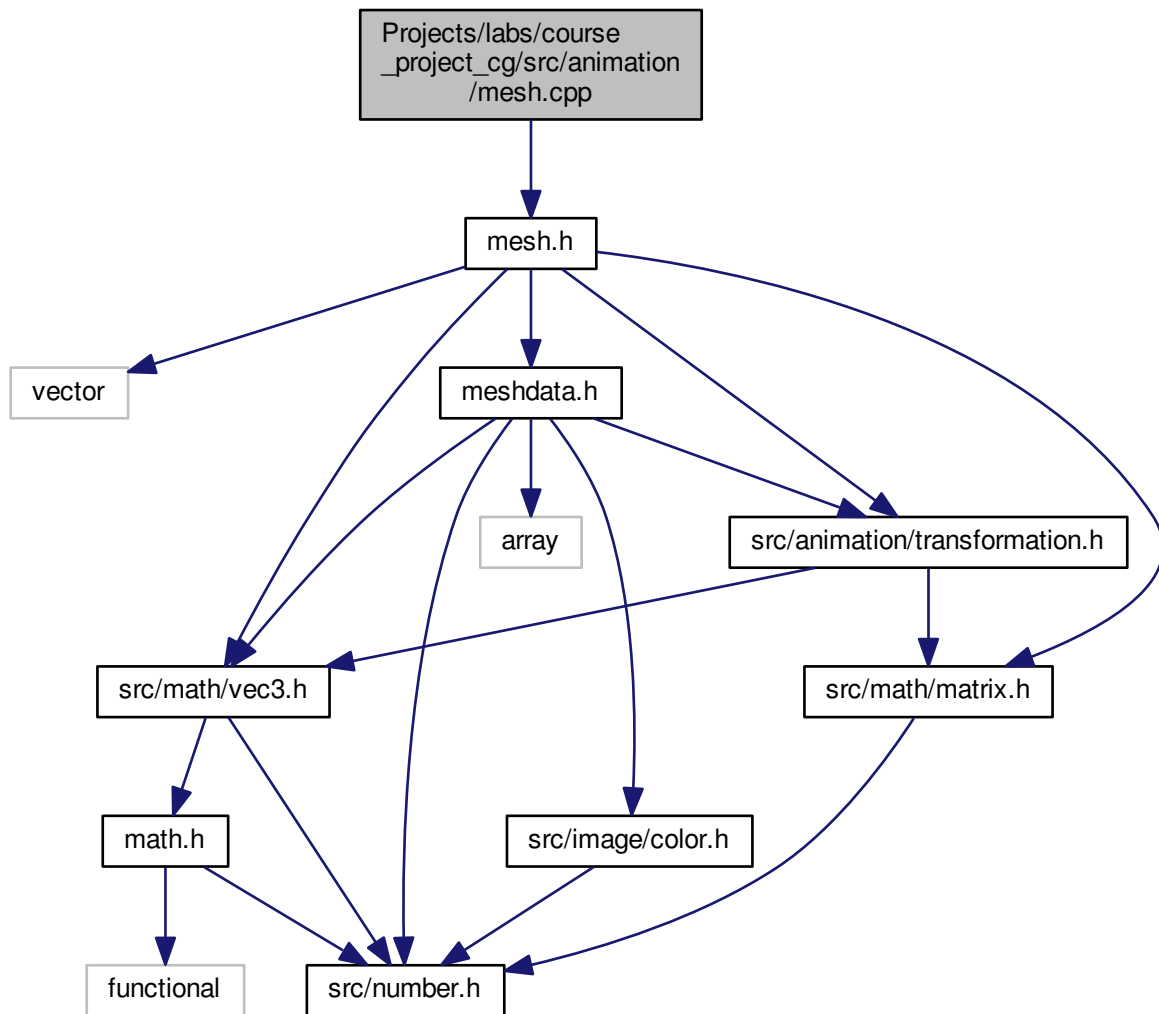 Projects/labs/course
_project_cg/src/animation
/mesh.cpp
mesh.h
vector
meshdata.h
array
src/animation/transformation.h
src/math/vec3.h
src/math/matrix.h
math.h
src/image/color.h
functional
src/number.h